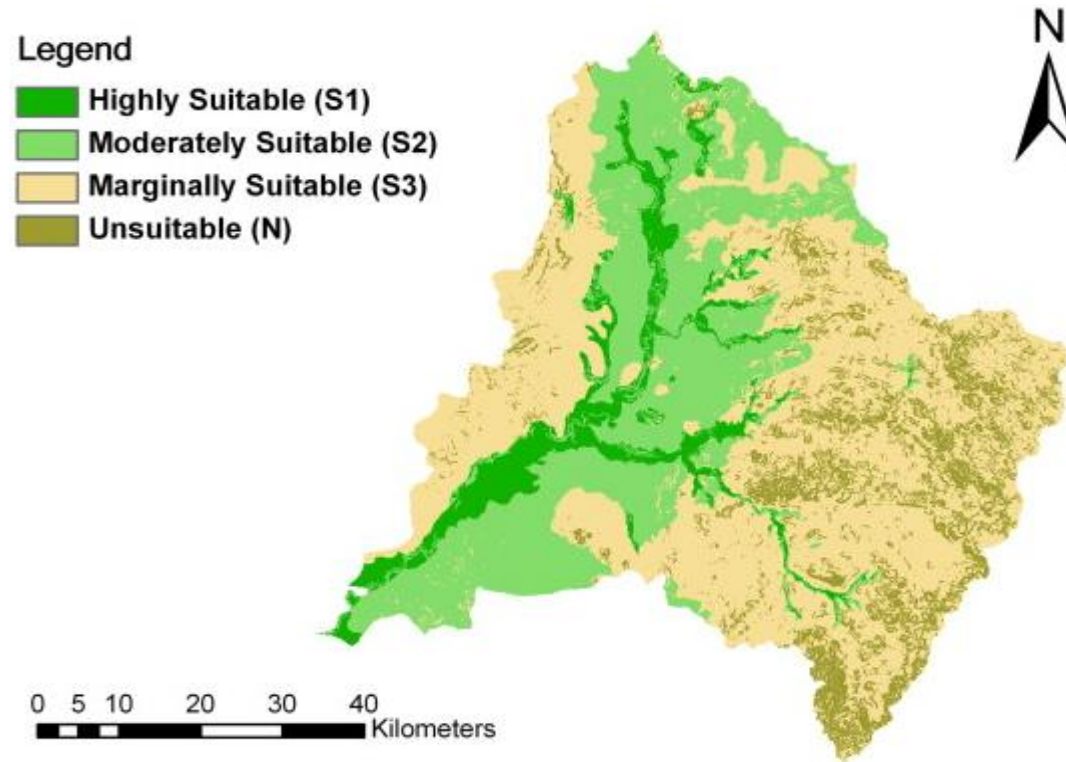 Legend
Highly Suitable (S1)
Moderately Suitable (S2)
Marginally Suitable (S3)
Unsuitable (N)
N
0 5 10 20 30 40
Kilometers